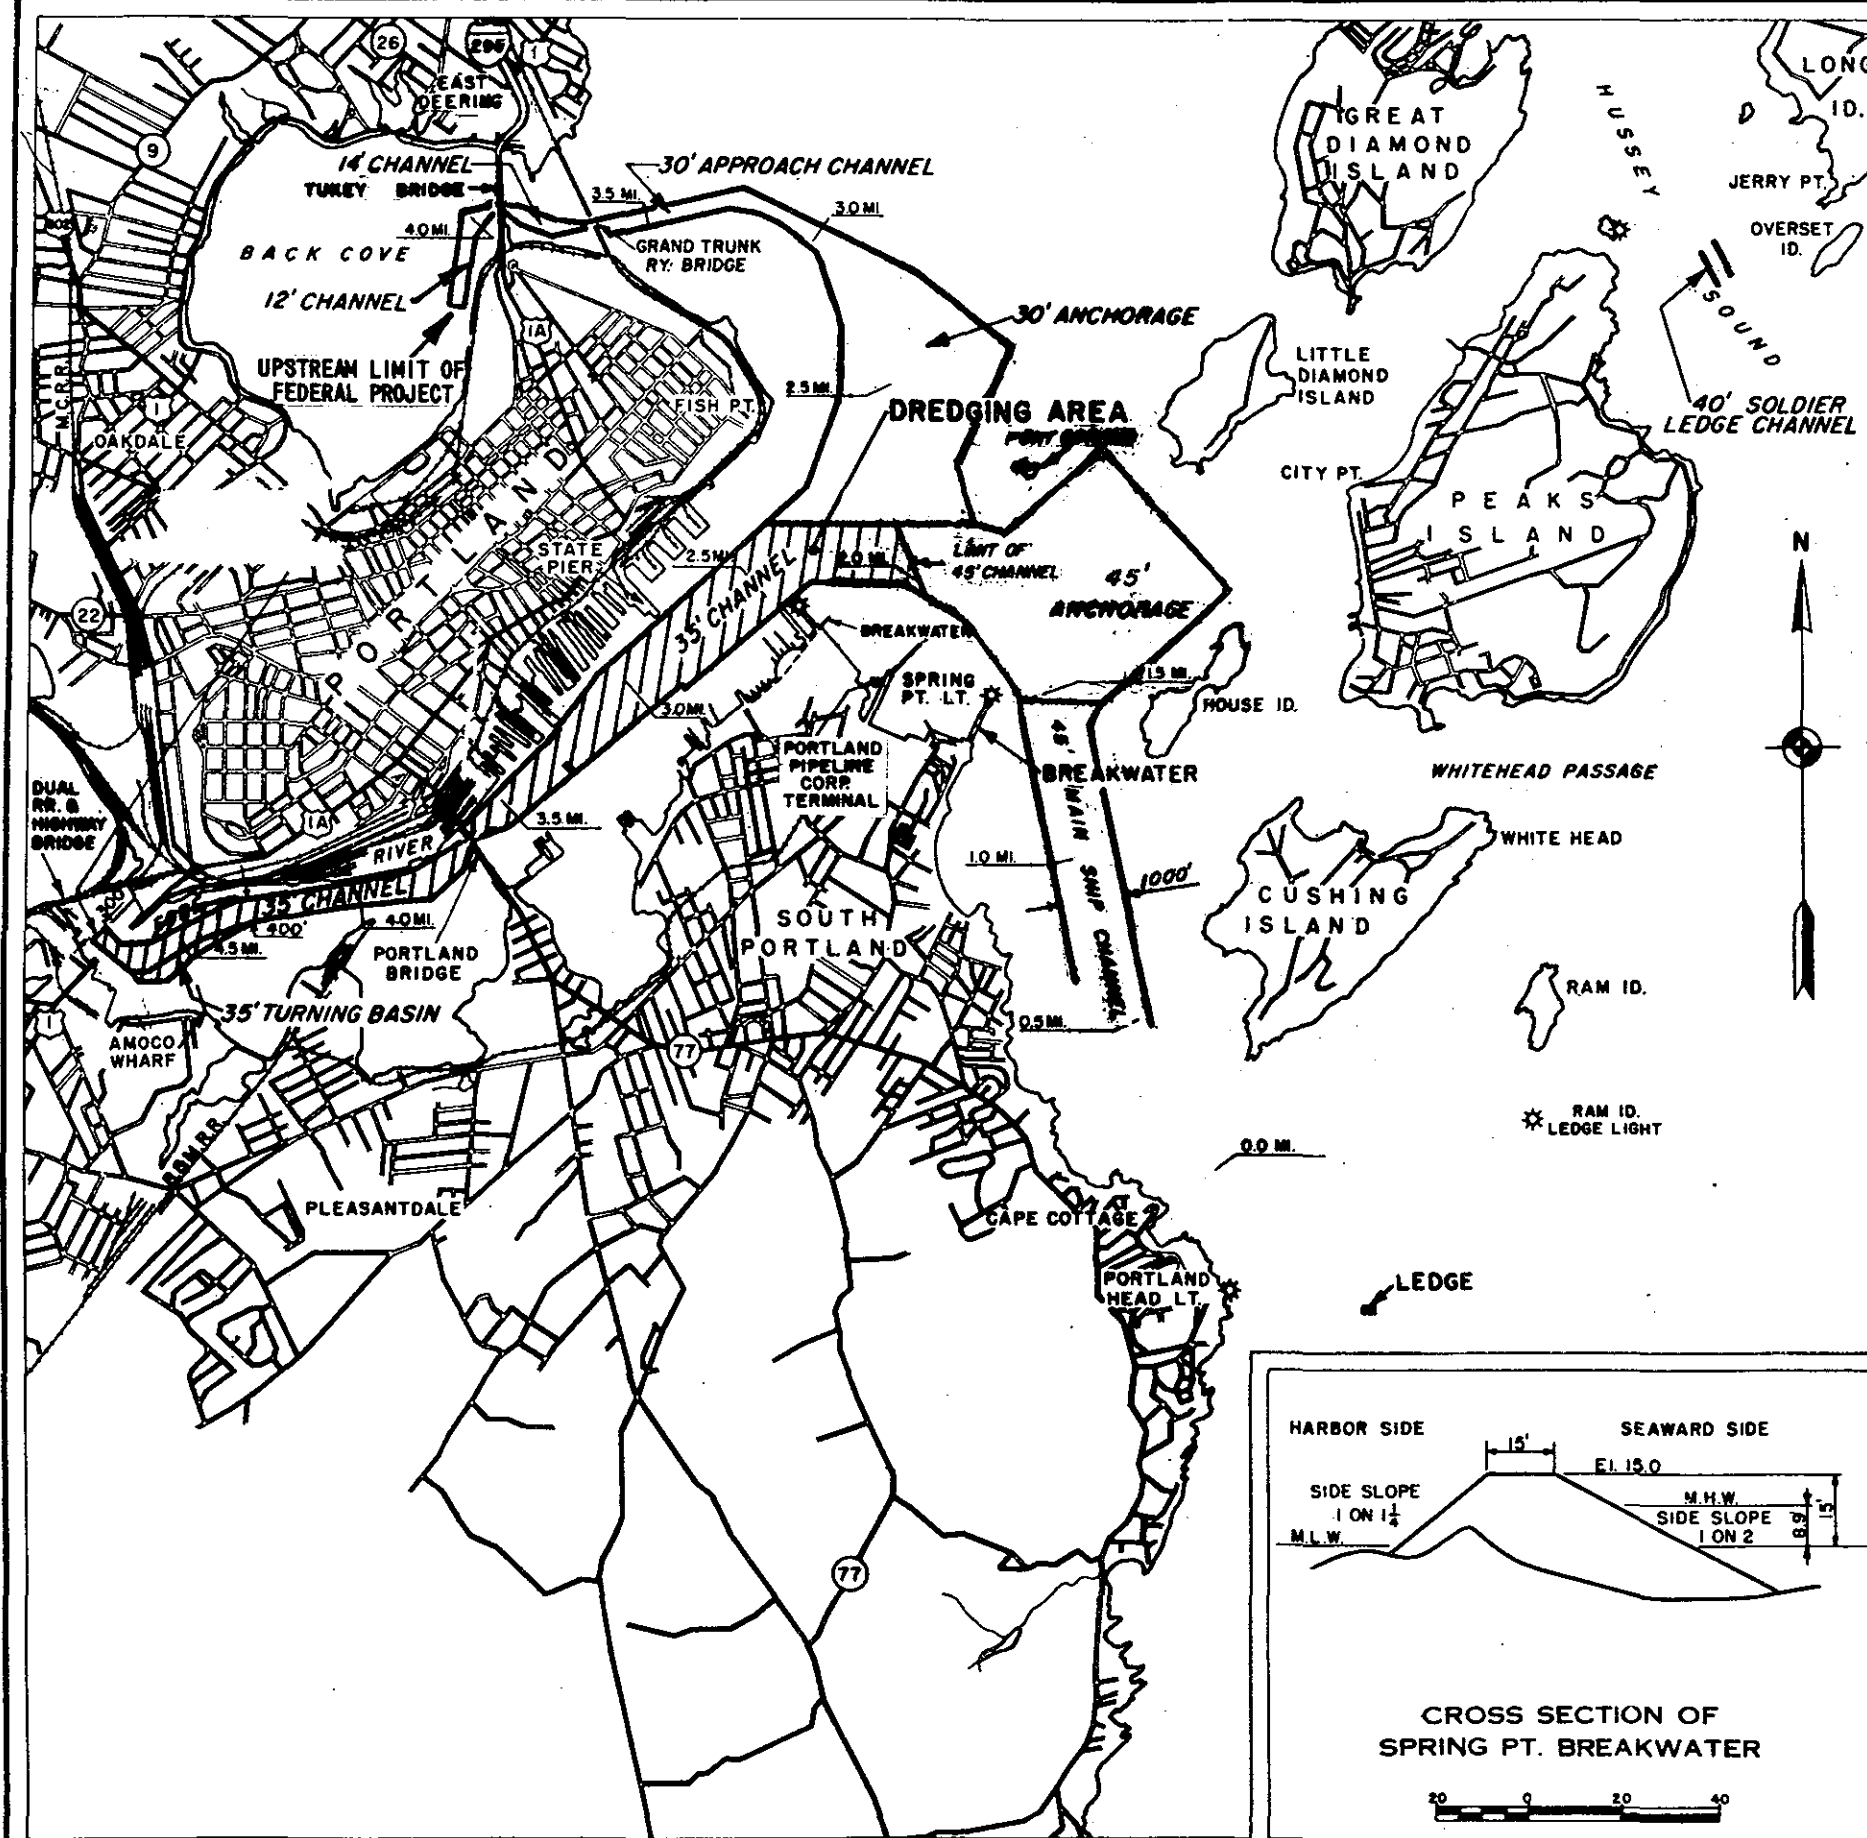 26
295
1
EAST
DEERING
9
14' CHANNEL
TUKEY BRIDGE
30' APPROACH CHANNEL
3.5 MI.
3.0 MI.
4.0 MI.
BACK COVE
GRAND TRUNK
RY. BRIDGE
12' CHANNEL
1A
UPSTREAM LIMIT OF
FEDERAL PROJECT
M.C.R.R.
1
OAKDALE
FISH PT.
2.5 MI.
30' ANCHORAGE
DREDGING AREA
GREAT
DIAMOND
ISLAND
HUSSEY
SOUND
LONG
ID.
JERRY PT.
OVERSET
ID.
LITTLE
DIAMOND
ISLAND
40' SOLDIER
LEDGE CHANNEL
CITY PT.
PEAKS
ISLAND
PORTLAND
STATE
PIER
2.5 MI.
2.0 MI.
LIMIT OF
45' CHANNEL
45'
ANCHORAGE
35' CHANNEL
BREAKWATER
22
SPRING
PT. LT.
1.5 MI.
HOUSE ID.
N
3.0 MI.
PORTLAND
PIPELINE
CORP.
TERMINAL
BREAKWATER
WHITEHEAD PASSAGE
DUAL
RR. &
HIGHWAY
BRIDGE
1A
3.5 MI.
RIVER
FORE
35' CHANNEL
400'
400'
4.0 MI.
4.5 MI.
PORTLAND
BRIDGE
SOUTH
PORTLAND
1.0 MI.
45' MAIN SHIP CHANNEL
1000'
WHITE HEAD
CUSHING
ISLAND
35' TURNING BASIN
1
AMOCO
WHARF
77
0.5 MI.
RAM ID.
RAM ID.
LEDGE LIGHT
0.0 MI.
PLEASANTDALE
CAPE COTTAGE
PORTLAND
HEAD LT.
LEDGE
77
HARBOR SIDE
SEAWARD SIDE
15'
El. 15.0
SIDE SLOPE
1 ON 1 1/4
M.L.W.
M.H.W.
SIDE SLOPE
1 ON 2
8.9'
15'
CROSS SECTION OF
SPRING PT. BREAKWATER
20 0 20 40